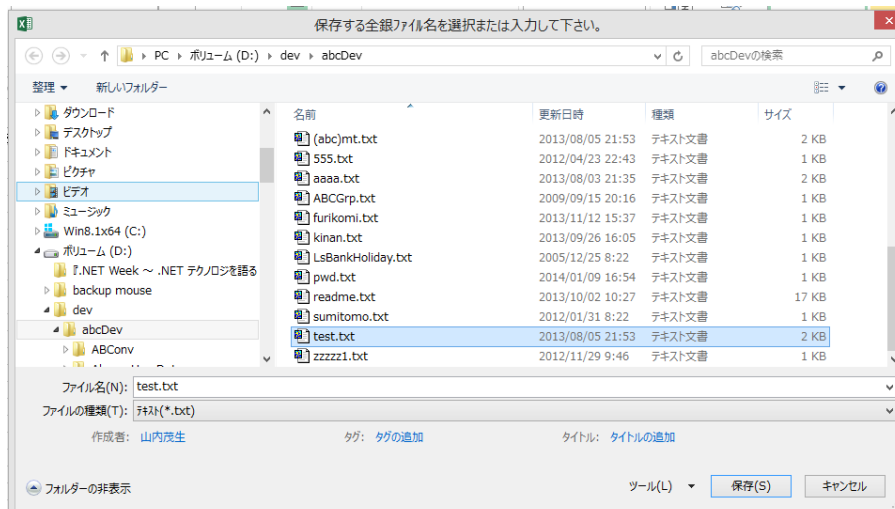 保存する全銀ファイル名を選択または入力して下さい。
PC ボリューム (D:) dev abcDev
abcDevの検索
整理 新しいフォルダー
ダウンロード
デスクトップ
ドキュメント
ピクチャ
ビデオ
ミュージック
Win8.1x64 (C:)
ボリューム (D:)
『.NET Week ～ .NET テクノロジを語る
backup mouse
dev
abcDev
ABConv
名前 更新日時 種類 サイズ
(abc)mt.txt 2013/08/05 21:53 テキスト文書 2 KB
555.txt 2012/04/23 22:43 テキスト文書 1 KB
aaaa.txt 2013/08/03 21:35 テキスト文書 2 KB
ABCGrp.txt 2009/09/15 20:16 テキスト文書 1 KB
furikomi.txt 2013/11/12 15:37 テキスト文書 1 KB
kinan.txt 2013/09/26 16:05 テキスト文書 1 KB
LsBankHoliday.txt 2005/12/25 8:22 テキスト文書 1 KB
pwd.txt 2014/01/09 16:54 テキスト文書 1 KB
readme.txt 2013/10/02 10:27 テキスト文書 17 KB
sumitomo.txt 2012/01/31 8:22 テキスト文書 1 KB
test.txt 2013/08/05 21:53 テキスト文書 2 KB
zzzzz1.txt 2012/11/29 9:46 テキスト文書 1 KB
ファイル名(N): test.txt
ファイルの種類(T): ﾃｷｽﾄ(*.txt)
作成者: 山内茂生 タグ: タグの追加 タイトル: タイトルの追加
フォルダーの非表示 ツール(L) 保存(S) キャンセル